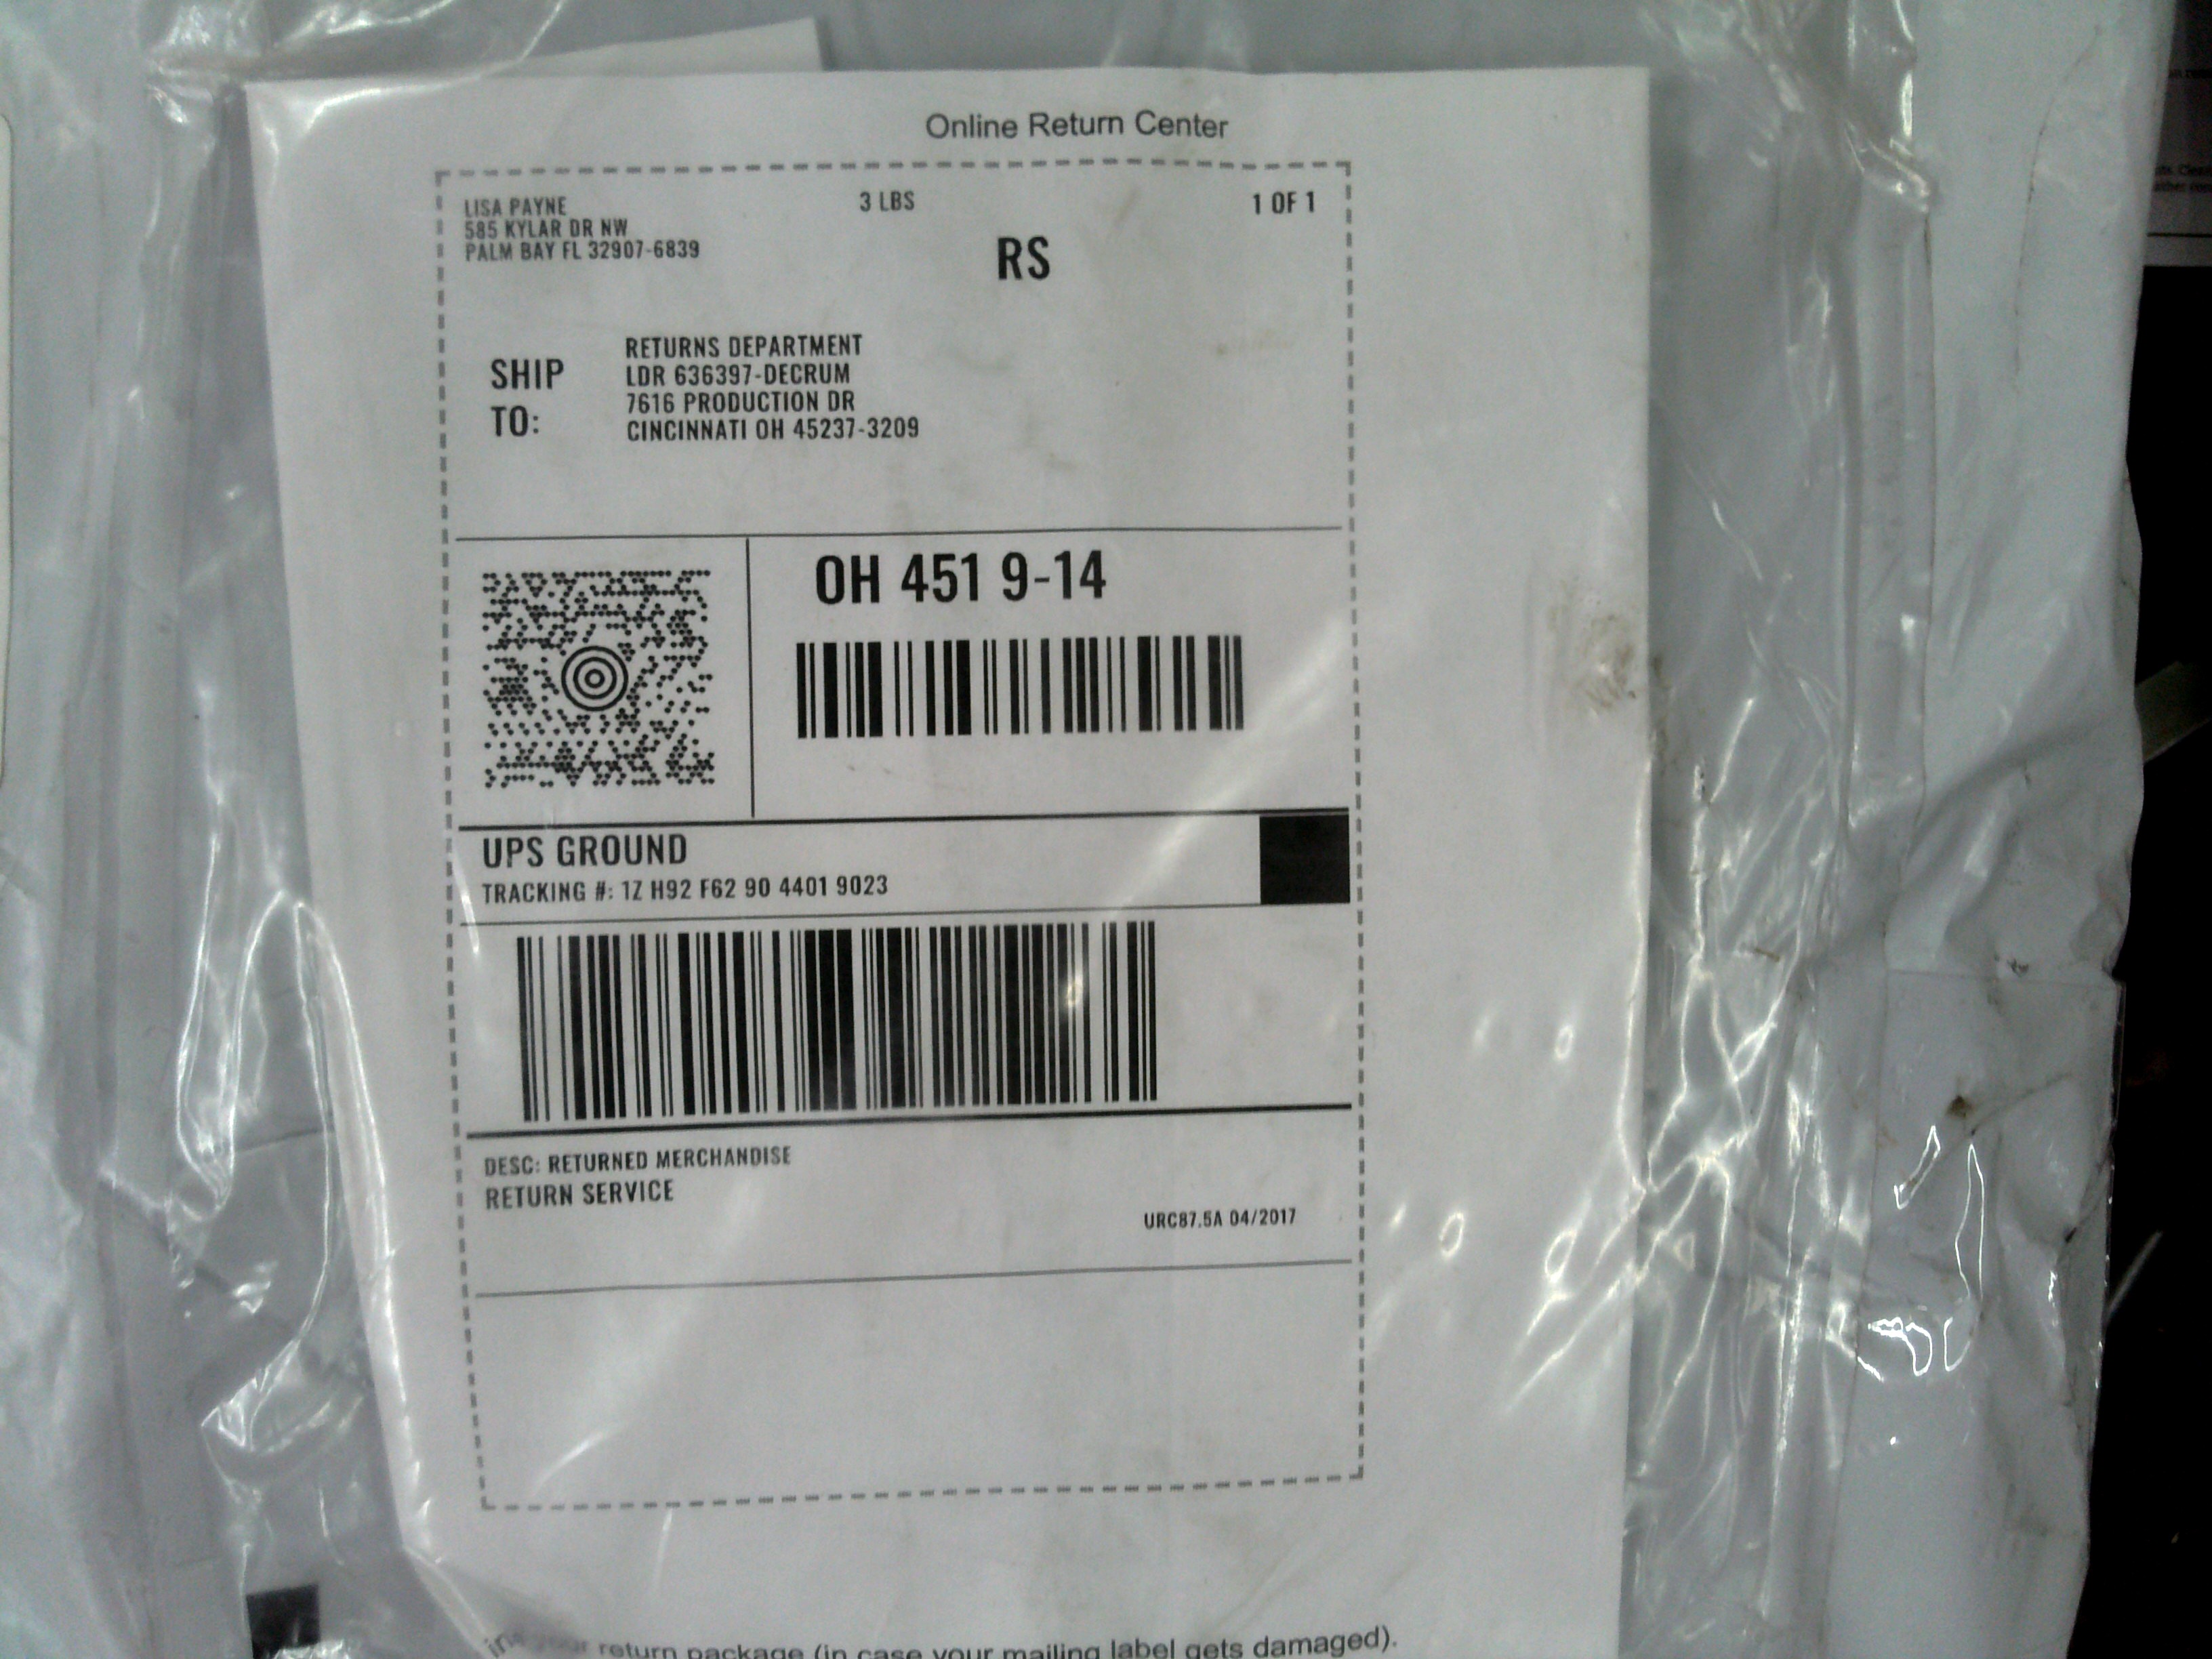 Online Return Center
LISA PAYNE
585 KYLAR DR NW
PALM BAY FL 32907-6839
3 LBS
1 OF 1
RS
SHIP TO:
RETURNS DEPARTMENT
LDR 636397-DECRUM
7616 PRODUCTION DR
CINCINNATI OH 45237-3209
OH 451 9-14
UPS GROUND
TRACKING #: 1Z H92 F62 90 4401 9023
DESC: RETURNED MERCHANDISE
RETURN SERVICE
URC87.5A 04/2017
your return package (in case your mailing label gets damaged).